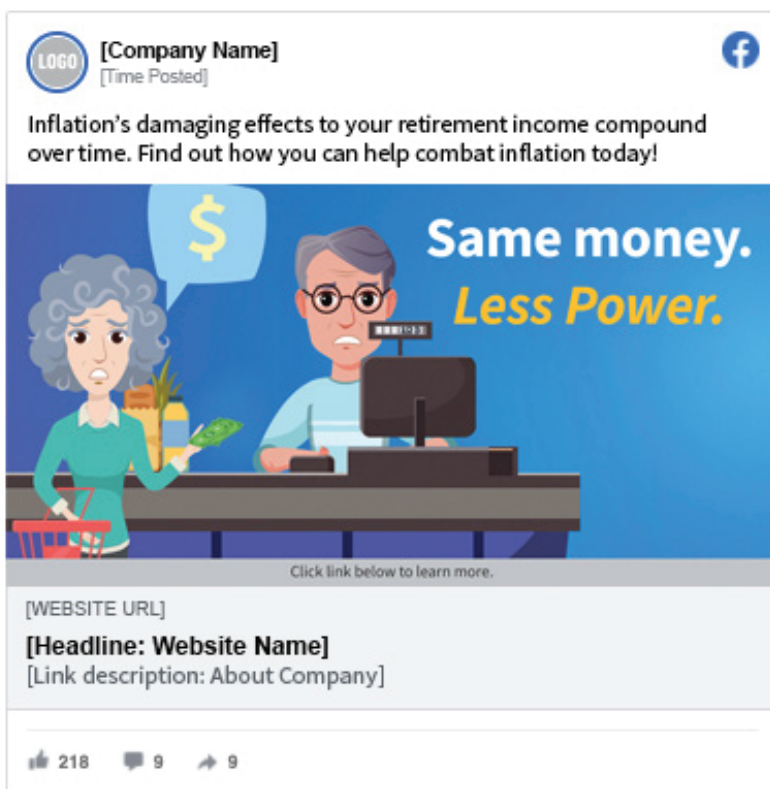 LOGO
[Company Name]
[Time Posted]
Inflation's damaging effects to your retirement income compound
over time. Find out how you can help combat inflation today!
$
Same money.
Less Power.
Click link below to learn more.
[WEBSITE URL]
[Headline: Website Name]
[Link description: About Company]
218 9 9